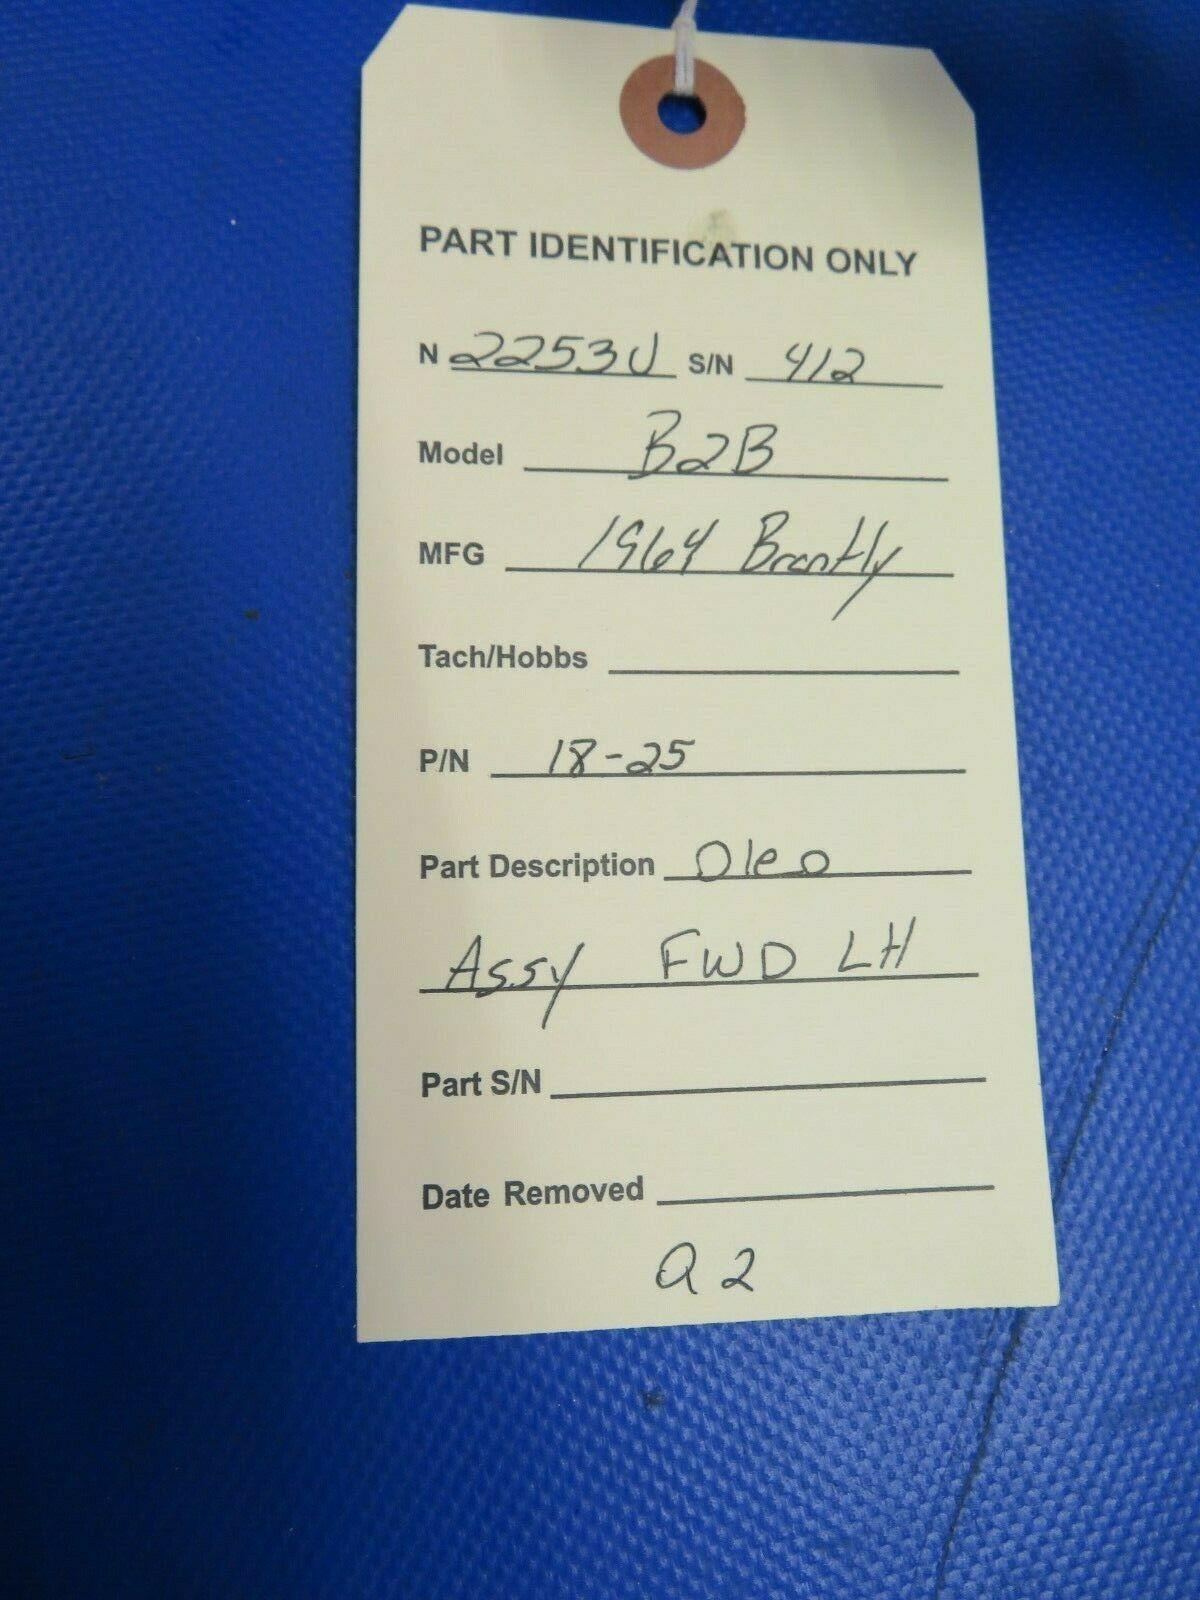 PART IDENTIFICATION ONLY
N 2253U S/N 412
Model B2B
MFG 1964 Brantly
Tach/Hobbs
P/N 18-25
Part Description Oleo
Assy FWD LH
Part S/N
Date Removed
Q2